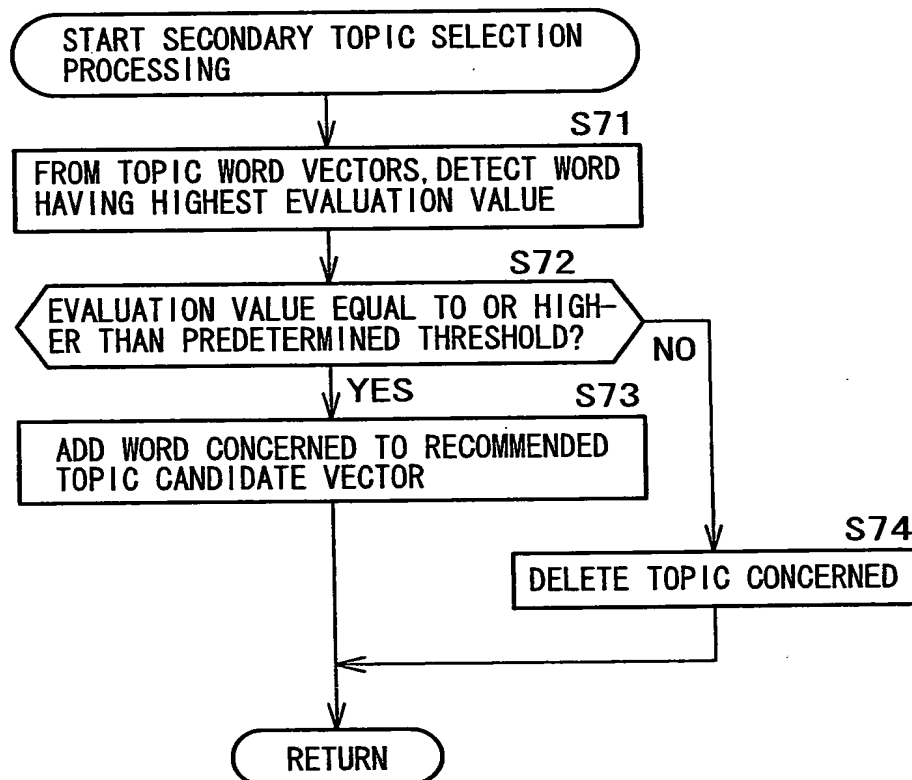 START SECONDARY TOPIC SELECTION
PROCESSING
S71
FROM TOPIC WORD VECTORS, DETECT WORD
HAVING HIGHEST EVALUATION VALUE
S72
EVALUATION VALUE EQUAL TO OR HIGH-
ER THAN PREDETERMINED THRESHOLD?
NO
YES
S73
ADD WORD CONCERNED TO RECOMMENDED
TOPIC CANDIDATE VECTOR
S74
DELETE TOPIC CONCERNED
RETURN